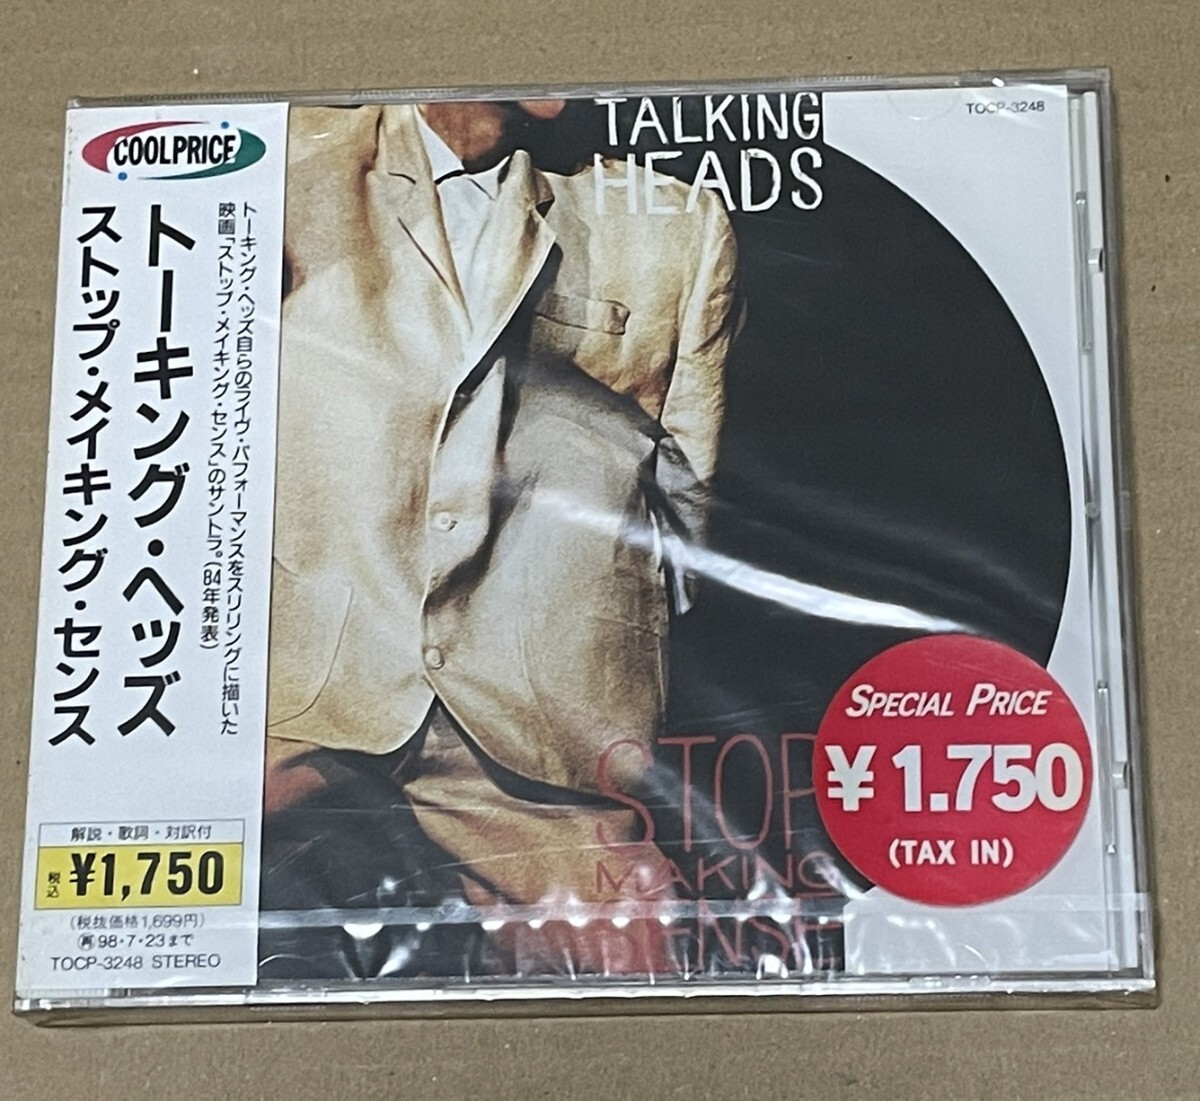 COOLPRICE
トーキング・ヘッズ自らのライヴ・パフォーマンスをスリリングに描いた
映画「ストップ・メイキング・センス」のサントラ。(84年発表)
トーキング・ヘッズ
ストップ・メイキング・センス
解説・歌詞・対訳付
税込 ¥1,750
(税抜価格1,699円)
再98・7・23まで
TOCP-3248 STEREO
TALKING
HEADS
TOCP-3248
STOP
MAKING
SENSE
SPECIAL PRICE
¥1.750
(TAX IN)